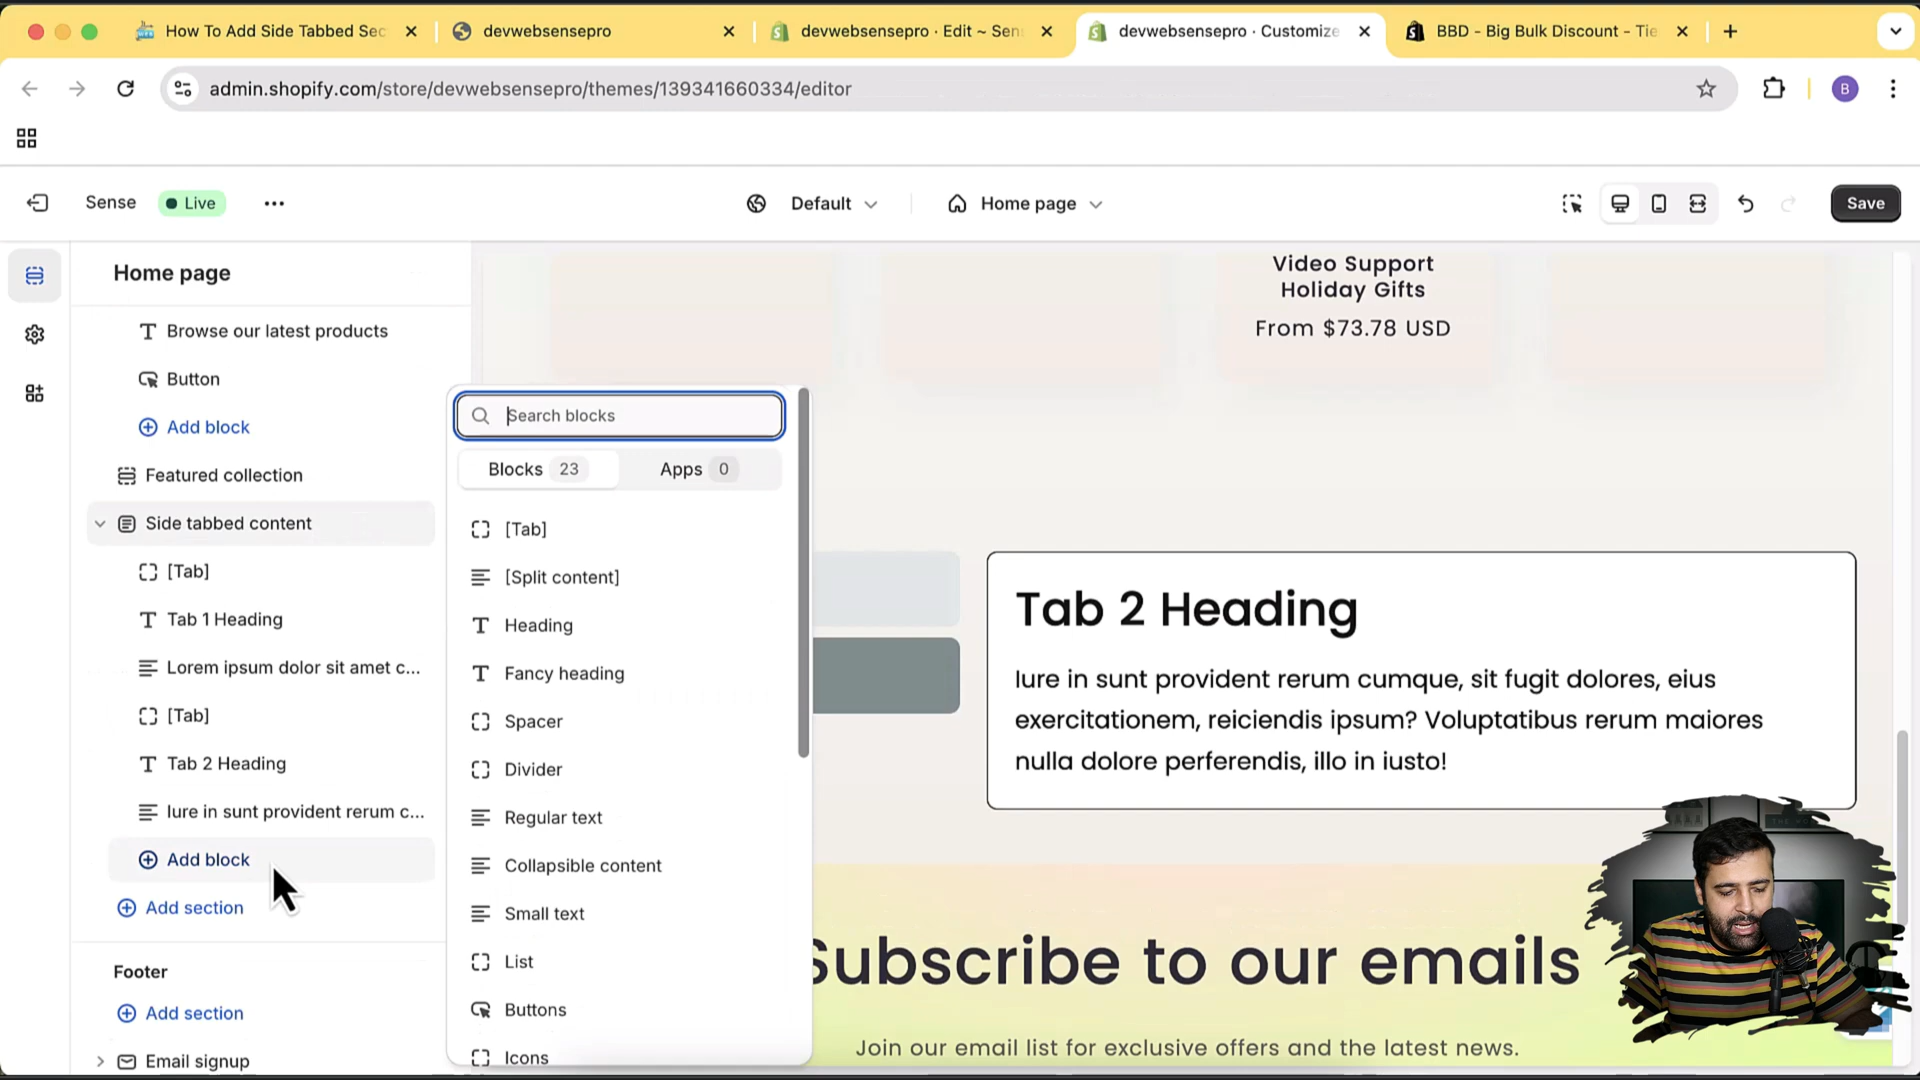 How To Add Side Tabbed Sec
devwebsensepro
devwebsensepro · Edit ~ Sen
devwebsensepro · Customize
BBD - Big Bulk Discount - Tie
admin.shopify.com/store/devwebsensepro/themes/139341660334/editor
B
Sense
Live
Default
Home page
Save
Home page
Browse our latest products
Button
Add block
Featured collection
Side tabbed content
[Tab]
Tab 1 Heading
Lorem ipsum dolor sit amet c...
[Tab]
Tab 2 Heading
Iure in sunt provident rerum c...
Add block
Add section
Footer
Add section
Email signup
Search blocks
Blocks 23
Apps 0
[Tab]
[Split content]
Heading
Fancy heading
Spacer
Divider
Regular text
Collapsible content
Small text
List
Buttons
Icons
Video Support
Holiday Gifts
From $73.78 USD
Tab 2 Heading
Iure in sunt provident rerum cumque, sit fugit dolores, eius
exercitationem, reiciendis ipsum? Voluptatibus rerum maiores
nulla dolore perferendis, illo in iusto!
Subscribe to our emails
Join our email list for exclusive offers and the latest news.